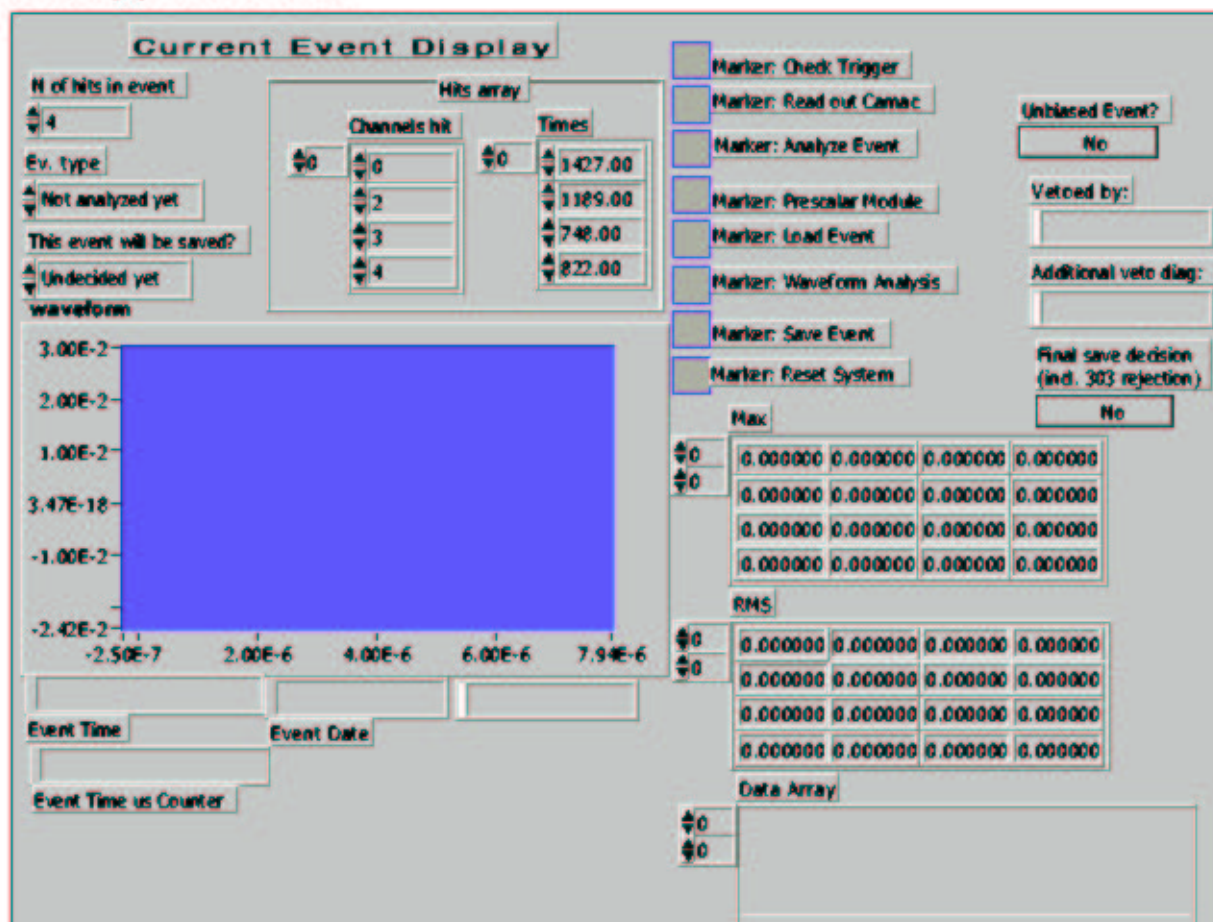 Current Event Display
N of hits in event
4
Ev. type
Not analyzed yet
This event will be saved?
Undecided yet
Hits array
Channels hit
Times
0
0
2
3
4
0
1427.00
1189.00
748.00
822.00
Marker: Check Trigger
Marker: Read out Camac
Marker: Analyze Event
Marker: Prescalar Module
Marker: Load Event
Marker: Waveform Analysis
Marker: Save Event
Marker: Reset System
Unbiased Event?
No
Vetoed by:
Additional veto diag:
Final save decision
(incl. 303 rejection)
No
waveform
3.00E-2
2.00E-2
1.00E-2
3.47E-18
-1.00E-2
-2.42E-2
-2.50E-7 2.00E-6 4.00E-6 6.00E-6 7.94E-6
Event Time
Event Date
Event Time us Counter
Max
0
0
0.000000 0.000000 0.000000 0.000000
0.000000 0.000000 0.000000 0.000000
0.000000 0.000000 0.000000 0.000000
0.000000 0.000000 0.000000 0.000000
RMS
0
0
0.000000 0.000000 0.000000 0.000000
0.000000 0.000000 0.000000 0.000000
0.000000 0.000000 0.000000 0.000000
0.000000 0.000000 0.000000 0.000000
Data Array
0
0